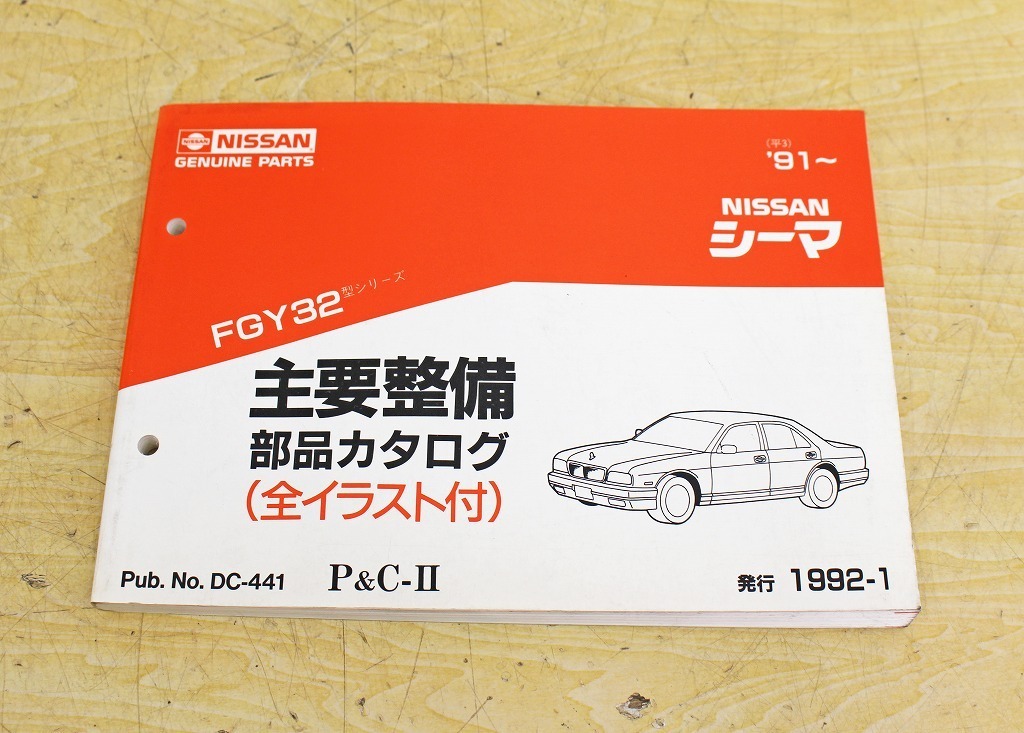 NISSAN NISSAN
GENUINE PARTS
(平3)
'91~
NISSAN
シーマ
FGY32型シリーズ
主要整備
部品カタログ
(全イラスト付)
Pub. No. DC-441 P&C-II 発行 1992-1